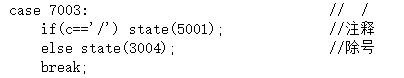 case 7003: // /
if(c=='/') state(5001); //注释
else state(3004); //除号
break;